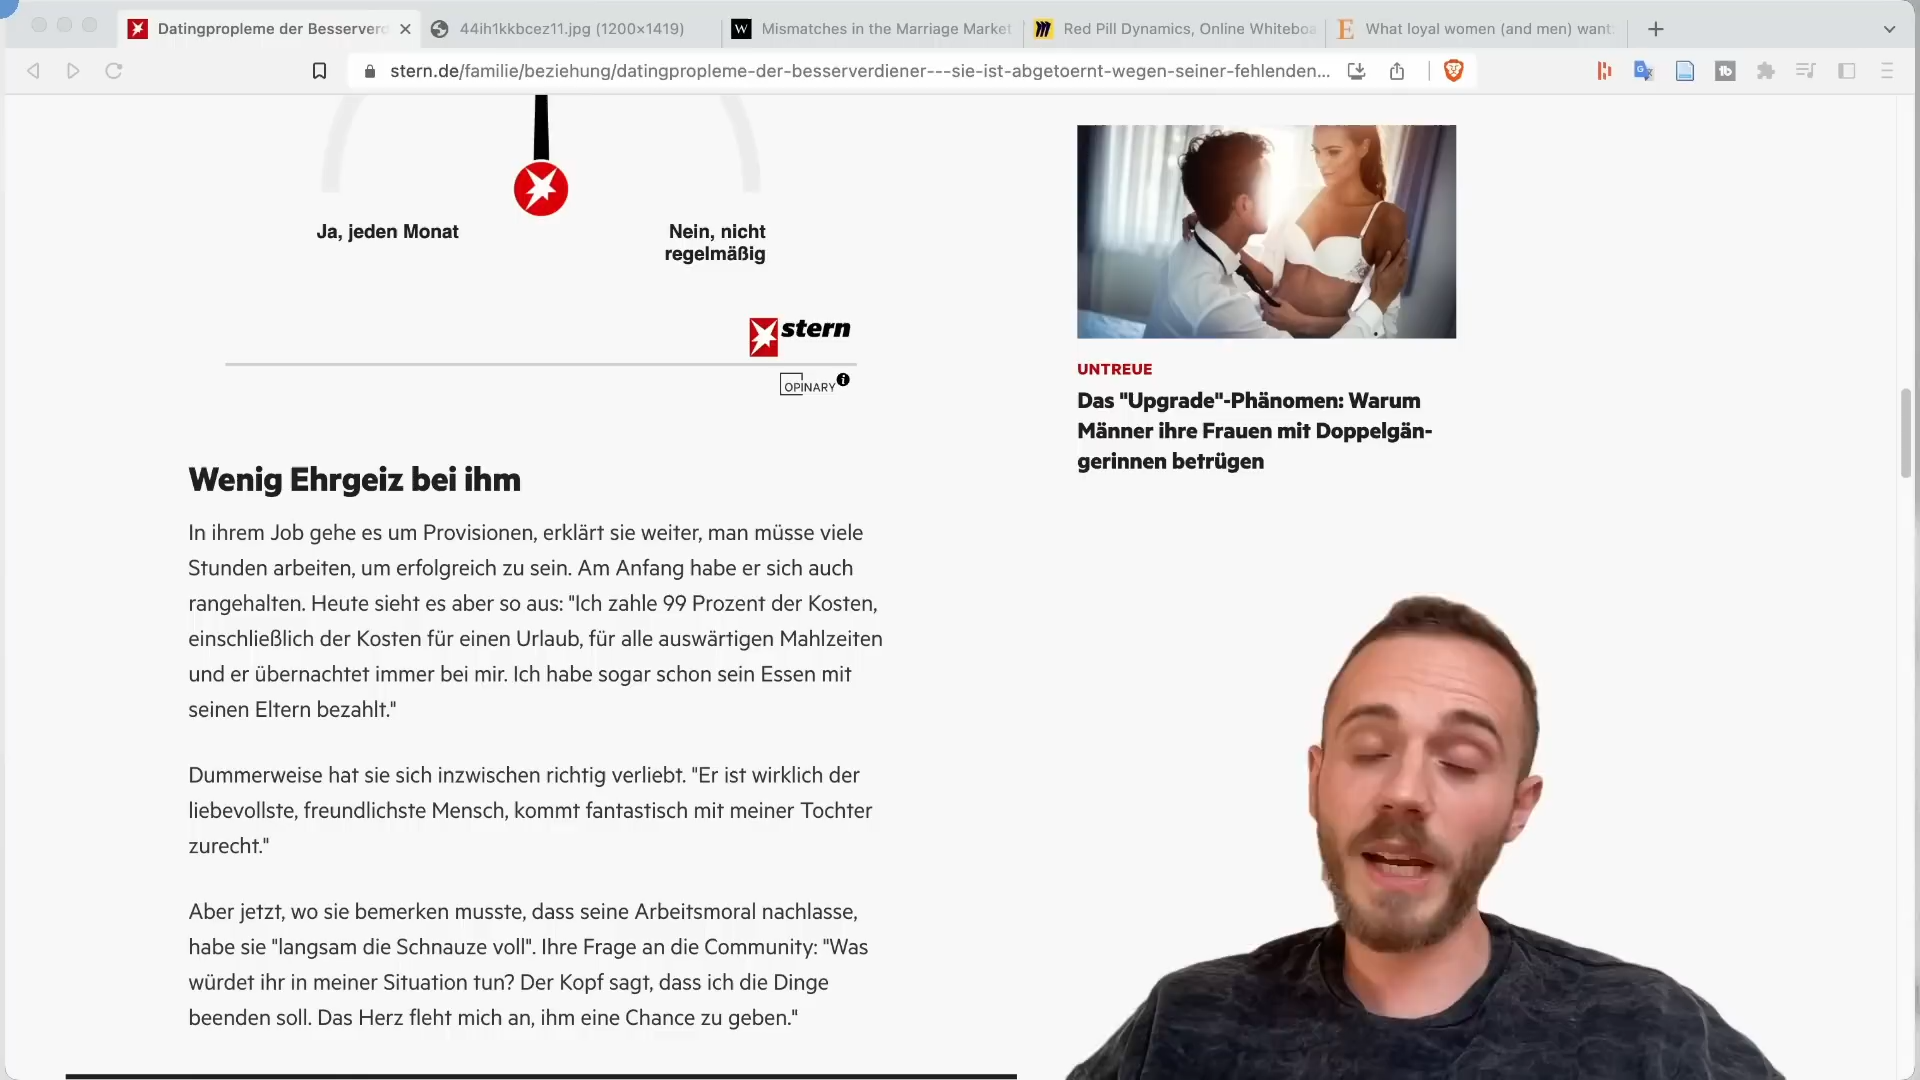 Datingpropleme der Besserverd
44ih1kkbcez11.jpg (1200×1419)
W
Mismatches in the Marriage Market
Red Pill Dynamics, Online Whiteboa
E
What loyal women (and men) want:
stern.de/familie/beziehung/datingpropleme-der-besserverdiener---sie-ist-abgetoernt-wegen-seiner-fehlenden...
Ja, jeden Monat
Nein, nicht
regelmäßig
stern
OPINARY
UNTREUE
Das "Upgrade"-Phänomen: Warum
Männer ihre Frauen mit Doppelgän-
gerinnen betrügen
Wenig Ehrgeiz bei ihm
In ihrem Job gehe es um Provisionen, erklärt sie weiter, man müsse viele
Stunden arbeiten, um erfolgreich zu sein. Am Anfang habe er sich auch
rangehalten. Heute sieht es aber so aus: "Ich zahle 99 Prozent der Kosten,
einschließlich der Kosten für einen Urlaub, für alle auswärtigen Mahlzeiten
und er übernachtet immer bei mir. Ich habe sogar schon sein Essen mit
seinen Eltern bezahlt."
Dummerweise hat sie sich inzwischen richtig verliebt. "Er ist wirklich der
liebevollste, freundlichste Mensch, kommt fantastisch mit meiner Tochter
zurecht."
Aber jetzt, wo sie bemerken musste, dass seine Arbeitsmoral nachlasse,
habe sie "langsam die Schnauze voll". Ihre Frage an die Community: "Was
würdet ihr in meiner Situation tun? Der Kopf sagt, dass ich die Dinge
beenden soll. Das Herz fleht mich an, ihm eine Chance zu geben."